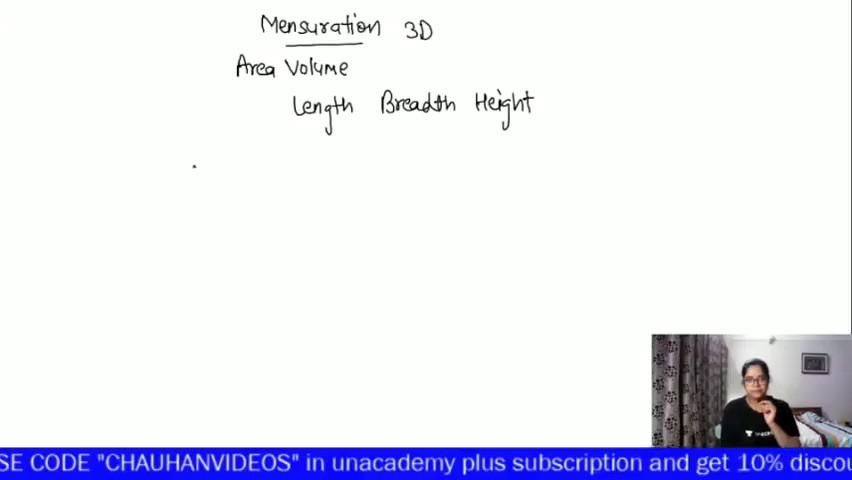 Mensuration 3D
Area Volume
Length Breadth Height
SE CODE "CHAUHANVIDEOS" in unacademy plus subscription and get 10% discou